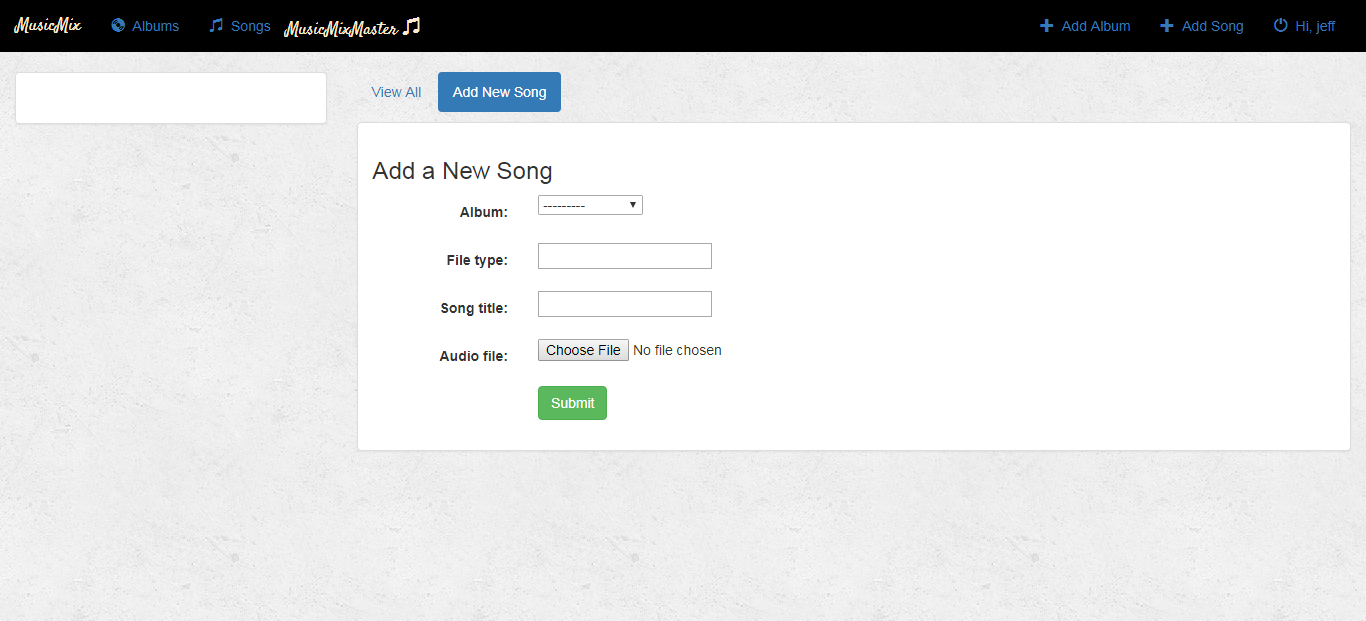 MusicMix Albums Songs MusicMixMaster Add Album Add Song Hi, jeff
View All Add New Song
Add a New Song
Album: ---------
File type:
Song title:
Audio file: Choose File No file chosen
Submit